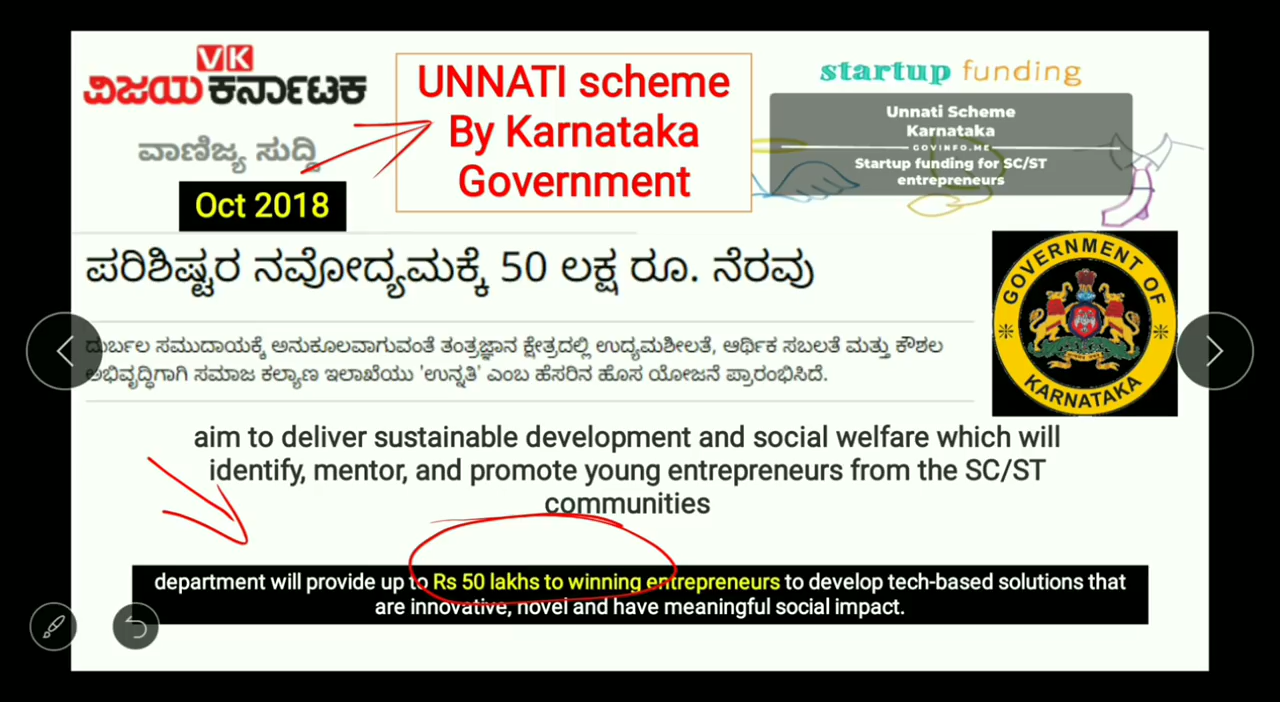 VK
ವಿಜಯ ಕರ್ನಾಟಕ
ವಾಣಿಜ್ಯ ಸುದ್ದಿ
Oct 2018
UNNATI scheme
By Karnataka
Government
startup funding
Unnati Scheme
Karnataka
GOVINFO.ME
Startup funding for SC/ST
entrepreneurs
ಪರಿಶಿಷ್ಟರ ನವೋದ್ಯಮಕ್ಕೆ 50 ಲಕ್ಷ ರೂ. ನೆರವು
ದುರ್ಬಲ ಸಮುದಾಯಕ್ಕೆ ಅನುಕೂಲವಾಗುವಂತೆ ತಂತ್ರಜ್ಞಾನ ಕ್ಷೇತ್ರದಲ್ಲಿ ಉದ್ಯಮಶೀಲತೆ, ಆರ್ಥಿಕ ಸಬಲತೆ ಮತ್ತು ಕೌಶಲ
ಅಭಿವೃದ್ಧಿಗಾಗಿ ಸಮಾಜ ಕಲ್ಯಾಣ ಇಲಾಖೆಯು 'ಉನ್ನತಿ' ಎಂಬ ಹೆಸರಿನ ಹೊಸ ಯೋಜನೆ ಪ್ರಾರಂಭಿಸಿದೆ.
GOVERNMENT OF
KARNATAKA
aim to deliver sustainable development and social welfare which will
identify, mentor, and promote young entrepreneurs from the SC/ST
communities
department will provide up to Rs 50 lakhs to winning entrepreneurs to develop tech-based solutions that
are innovative, novel and have meaningful social impact.